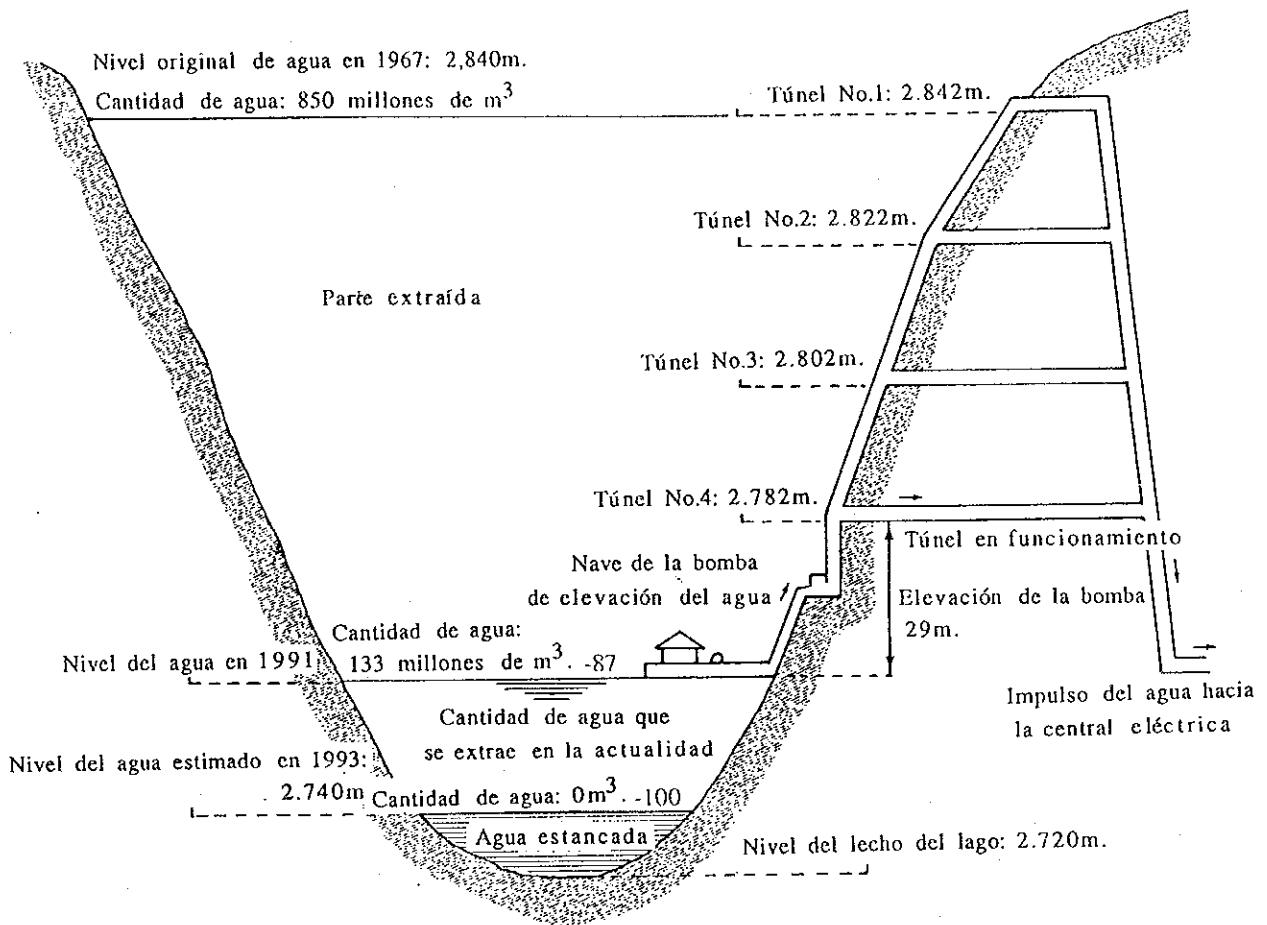 Nivel original de agua en 1967: 2,840m.
Cantidad de agua: 850 millones de m³
Túnel No.1: 2.842m.
Túnel No.2: 2.822m.
Parte extraída
Túnel No.3: 2.802m.
Túnel No.4: 2.782m.
Túnel en funcionamiento
Nave de la bomba
de elevación del agua
Elevación de la bomba
29m.
Cantidad de agua:
Nivel del agua en 1991:
133 millones de m³. -87
Impulso del agua hacia
la central eléctrica
Cantidad de agua que
se extrae en la actualidad
Nivel del agua estimado en 1993:
2.740m
Cantidad de agua: 0m³. -100
Agua estancada
Nivel del lecho del lago: 2.720m.